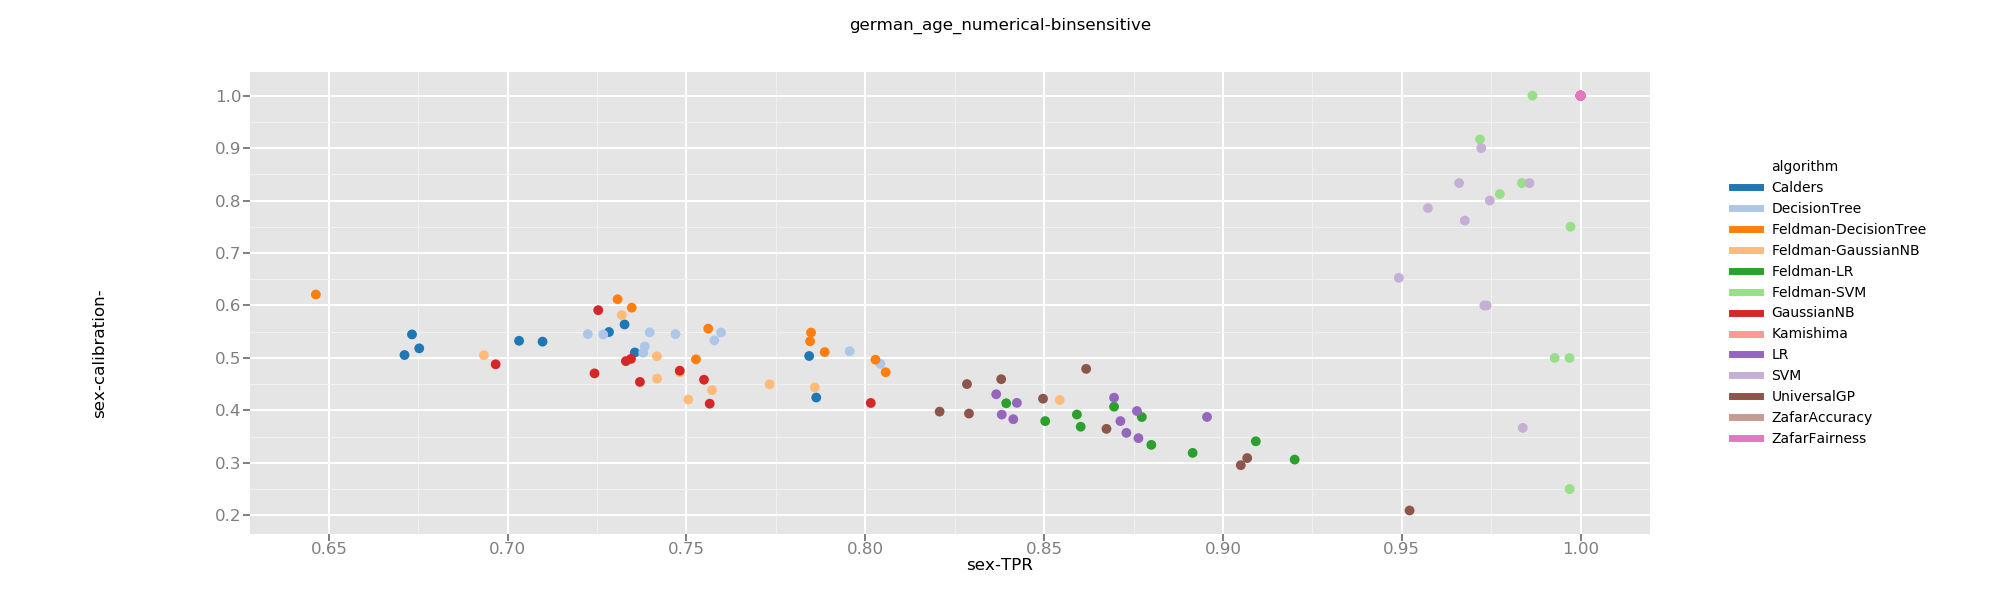 german_age_numerical-binsensitive
1.0
0.9
0.8
0.7
0.6
0.5
0.4
0.3
0.2
sex-calibration-
0.65 0.70 0.75 0.80 0.85 0.90 0.95 1.00
sex-TPR
algorithm
Calders
DecisionTree
Feldman-DecisionTree
Feldman-GaussianNB
Feldman-LR
Feldman-SVM
GaussianNB
Kamishima
LR
SVM
UniversalGP
ZafarAccuracy
ZafarFairness